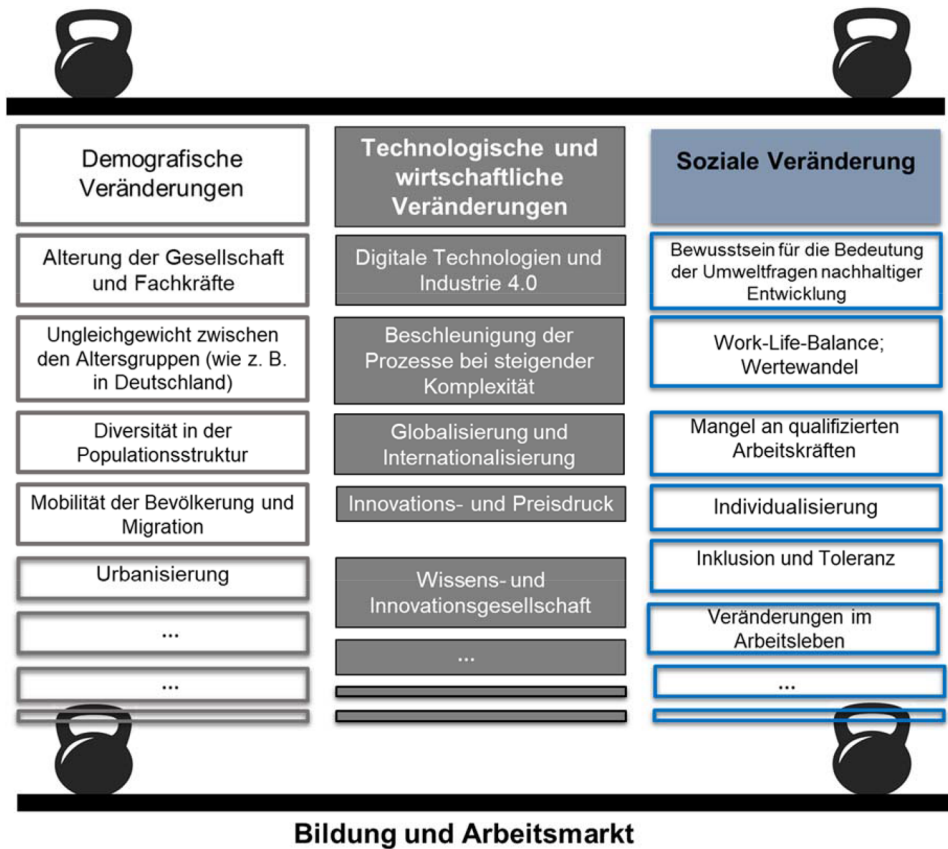 Demografische
Veränderungen
Alterung der Gesellschaft
und Fachkräfte
Ungleichgewicht zwischen
den Altersgruppen (wie z. B.
in Deutschland)
Diversität in der
Populationsstruktur
Mobilität der Bevölkerung und
Migration
Urbanisierung
...
...
Technologische und
wirtschaftliche
Veränderungen
Digitale Technologien und
Industrie 4.0
Beschleunigung der
Prozesse bei steigender
Komplexität
Globalisierung und
Internationalisierung
Innovations- und Preisdruck
Wissens- und
Innovationsgesellschaft
...
Soziale Veränderung
Bewusstsein für die Bedeutung
der Umweltfragen nachhaltiger
Entwicklung
Work-Life-Balance;
Wertewandel
Mangel an qualifizierten
Arbeitskräften
Individualisierung
Inklusion und Toleranz
Veränderungen im
Arbeitsleben
...
Bildung und Arbeitsmarkt